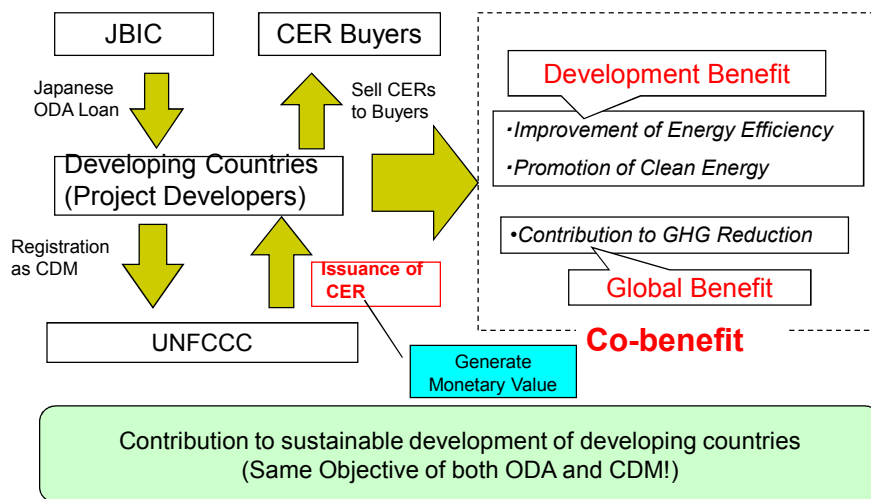 JBIC
CER Buyers
Japanese
ODA Loan
Sell CERs
to Buyers
Developing Countries
(Project Developers)
Registration
as CDM
Issuance of
CER
UNFCCC
Generate
Monetary Value
Development Benefit
・Improvement of Energy Efficiency
・Promotion of Clean Energy
•Contribution to GHG Reduction
Global Benefit
Co-benefit
Contribution to sustainable development of developing countries
(Same Objective of both ODA and CDM!)